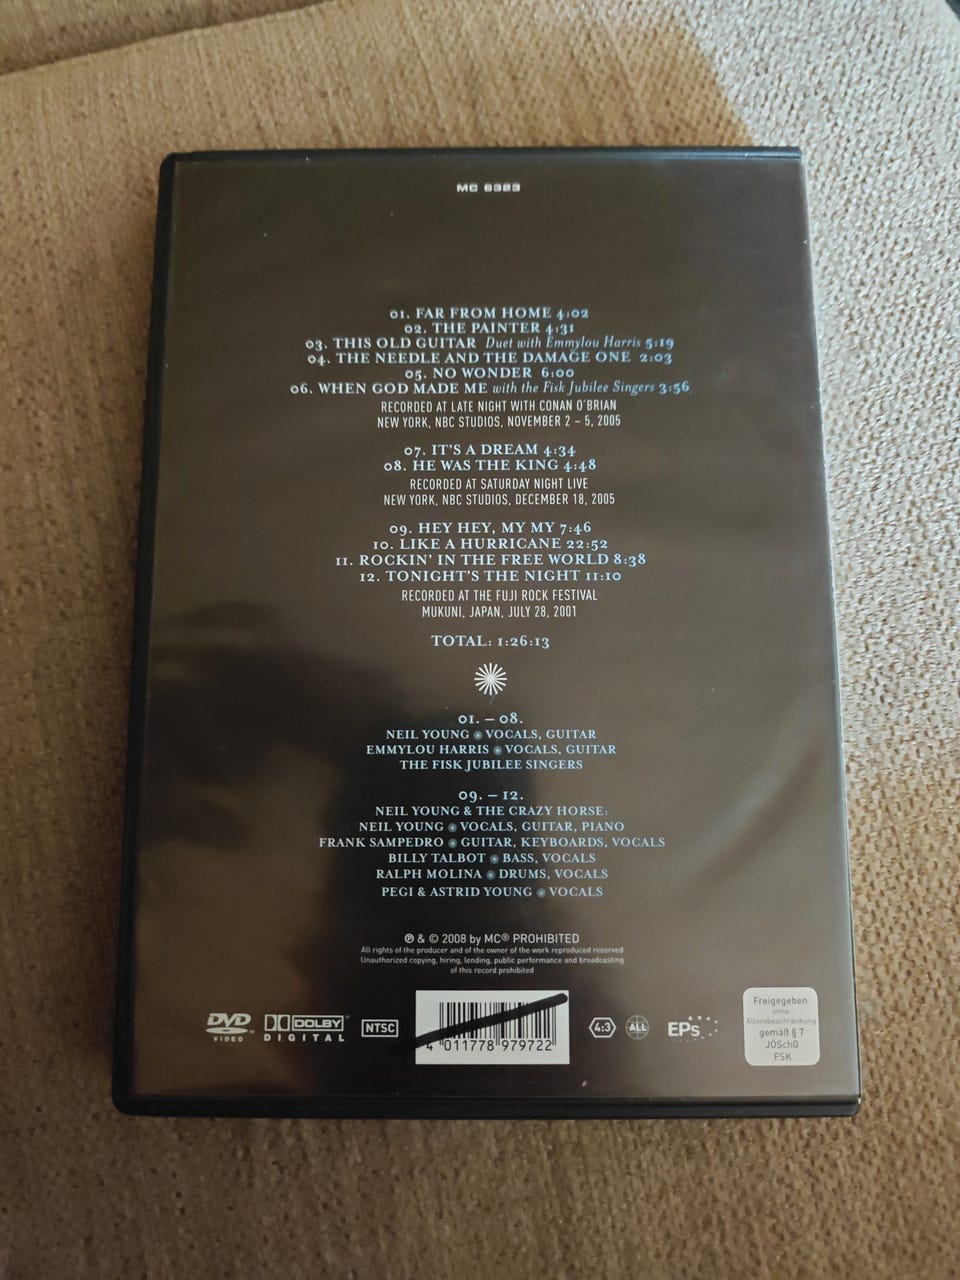 MC 6323
01. FAR FROM HOME 4:02
02. THE PAINTER 4:31
03. THIS OLD GUITAR Duet with Emmylou Harris 5:19
04. THE NEEDLE AND THE DAMAGE ONE 2:03
05. NO WONDER 6:00
06. WHEN GOD MADE ME with the Fisk Jubilee Singers 3:56
RECORDED AT LATE NIGHT WITH CONAN O'BRIAN
NEW YORK, NBC STUDIOS, NOVEMBER 2 – 5, 2005
07. IT'S A DREAM 4:34
08. HE WAS THE KING 4:48
RECORDED AT SATURDAY NIGHT LIVE
NEW YORK, NBC STUDIOS, DECEMBER 18, 2005
09. HEY HEY, MY MY 7:46
10. LIKE A HURRICANE 22:52
11. ROCKIN' IN THE FREE WORLD 8:38
12. TONIGHT'S THE NIGHT 11:10
RECORDED AT THE FUJI ROCK FESTIVAL
MUKUNI, JAPAN, JULY 28, 2001
TOTAL: 1:26:13
01. – 08.
NEIL YOUNG VOCALS, GUITAR
EMMYLOU HARRIS VOCALS, GUITAR
THE FISK JUBILEE SINGERS
09. – 12.
NEIL YOUNG & THE CRAZY HORSE:
NEIL YOUNG VOCALS, GUITAR, PIANO
FRANK SAMPEDRO GUITAR, KEYBOARDS, VOCALS
BILLY TALBOT BASS, VOCALS
RALPH MOLINA DRUMS, VOCALS
PEGI & ASTRID YOUNG VOCALS
℗ & © 2008 by MC® PROHIBITED
All rights of the producer and of the owner of the work reproduced reserved
Unauthorized copying, hiring, lending, public performance and broadcasting
of this record prohibited
DVD VIDEO
DOLBY DIGITAL
NTSC
4 011778 979722
4:3
ALL
EPs
Freigegeben
ohne
Altersbeschränkung
gemäß § 7
JÖSchG
FSK